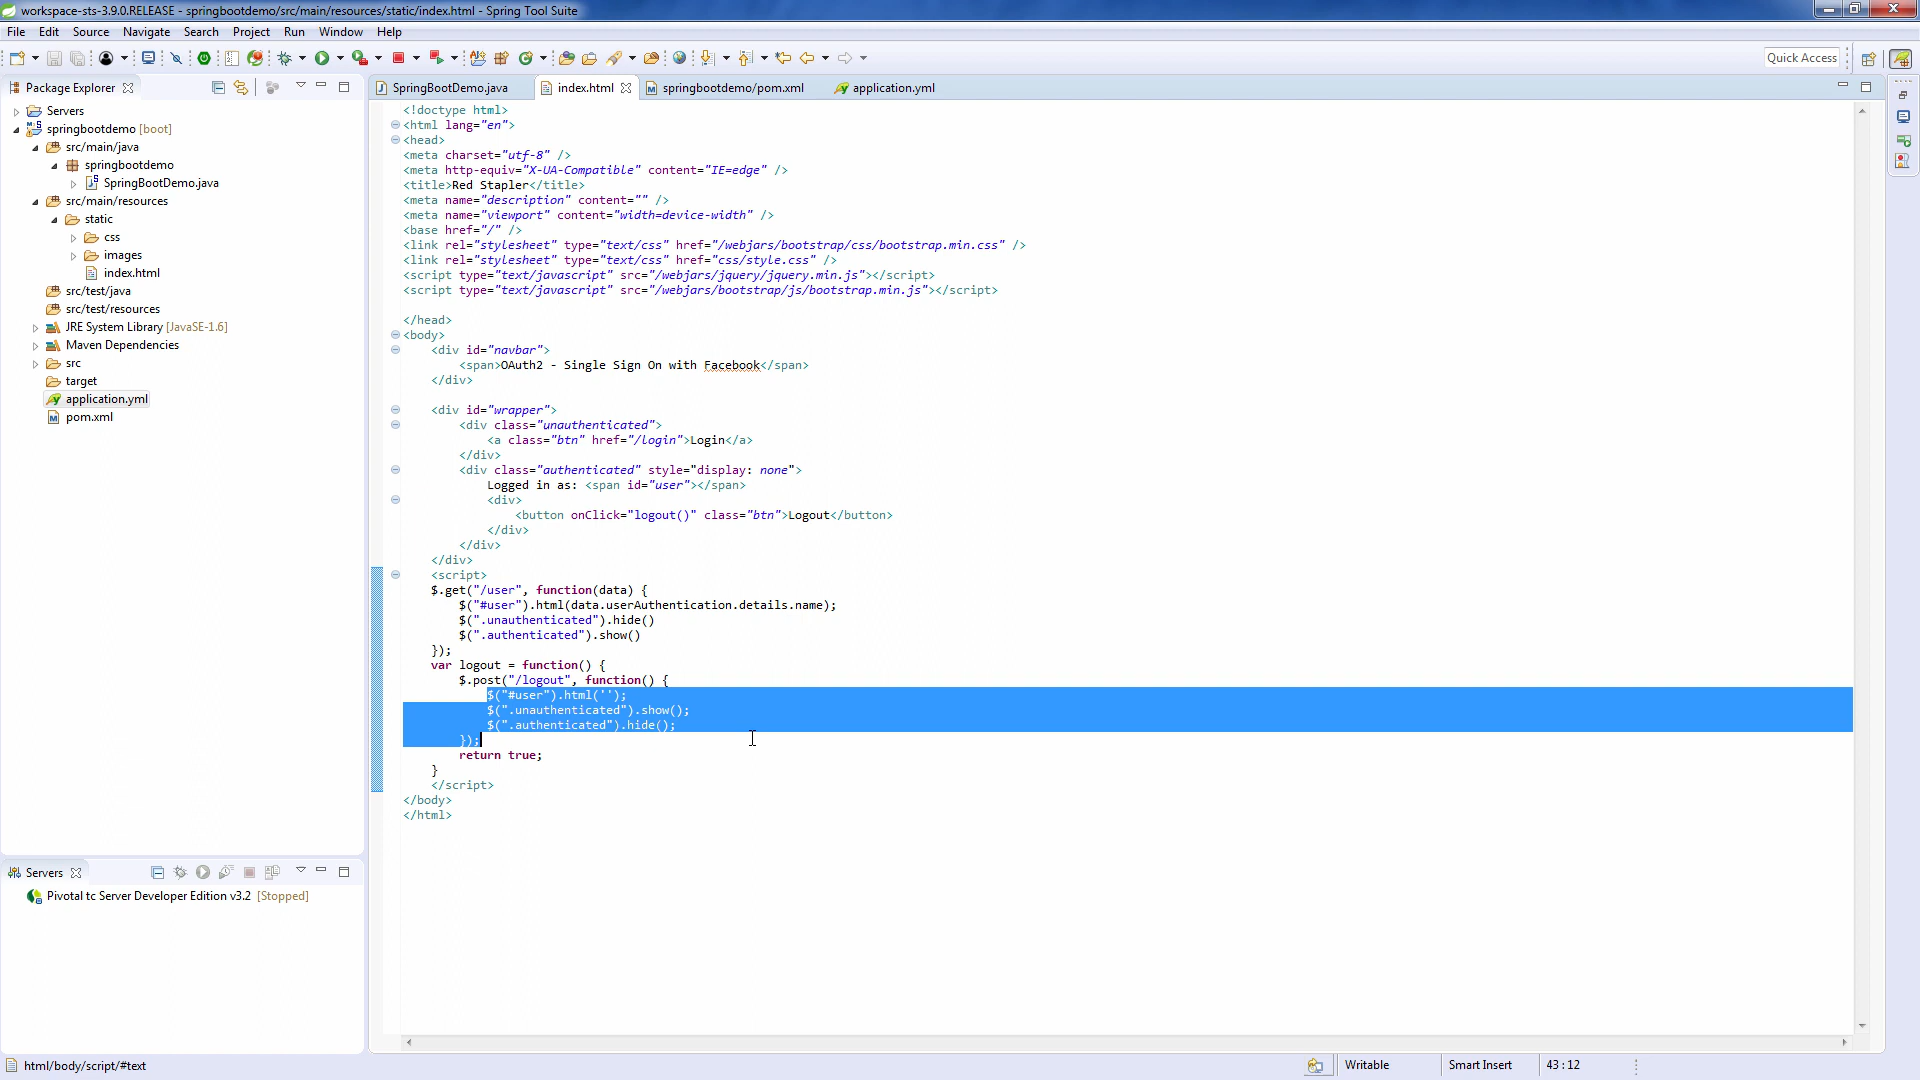 workspace-sts-3.9.0.RELEASE - springbootdemo/src/main/resources/static/index.html - Spring Tool Suite
File Edit Source Navigate Search Project Run Window Help
Quick Access
Package Explorer
Servers
springbootdemo [boot]
src/main/java
springbootdemo
SpringBootDemo.java
src/main/resources
static
css
images
index.html
src/test/java
src/test/resources
JRE System Library [JavaSE-1.6]
Maven Dependencies
src
target
application.yml
pom.xml
Servers
Pivotal tc Server Developer Edition v3.2 [Stopped]
SpringBootDemo.java index.html springbootdemo/pom.xml application.yml
<!doctype html>
<html lang="en">
<head>
<meta charset="utf-8" />
<meta http-equiv="X-UA-Compatible" content="IE=edge" />
<title>Red Stapler</title>
<meta name="description" content="" />
<meta name="viewport" content="width=device-width" />
<base href="/" />
<link rel="stylesheet" type="text/css" href="/webjars/bootstrap/css/bootstrap.min.css" />
<link rel="stylesheet" type="text/css" href="css/style.css" />
<script type="text/javascript" src="/webjars/jquery/jquery.min.js"></script>
<script type="text/javascript" src="/webjars/bootstrap/js/bootstrap.min.js"></script>
</head>
<body>
<div id="navbar">
<span>OAuth2 - Single Sign On with Facebook</span>
</div>
<div id="wrapper">
<div class="unauthenticated">
<a class="btn" href="/login">Login</a>
</div>
<div class="authenticated" style="display: none">
Logged in as: <span id="user"></span>
<div>
<button onClick="logout()" class="btn">Logout</button>
</div>
</div>
</div>
<script>
$.get("/user", function(data) {
$("#user").html(data.userAuthentication.details.name);
$(".unauthenticated").hide()
$(".authenticated").show()
});
var logout = function() {
$.post("/logout", function() {
$("#user").html('');
$(".unauthenticated").show();
$(".authenticated").hide();
});
return true;
}
</script>
</body>
</html>
html/body/script/#text
Writable
Smart Insert
43 : 12